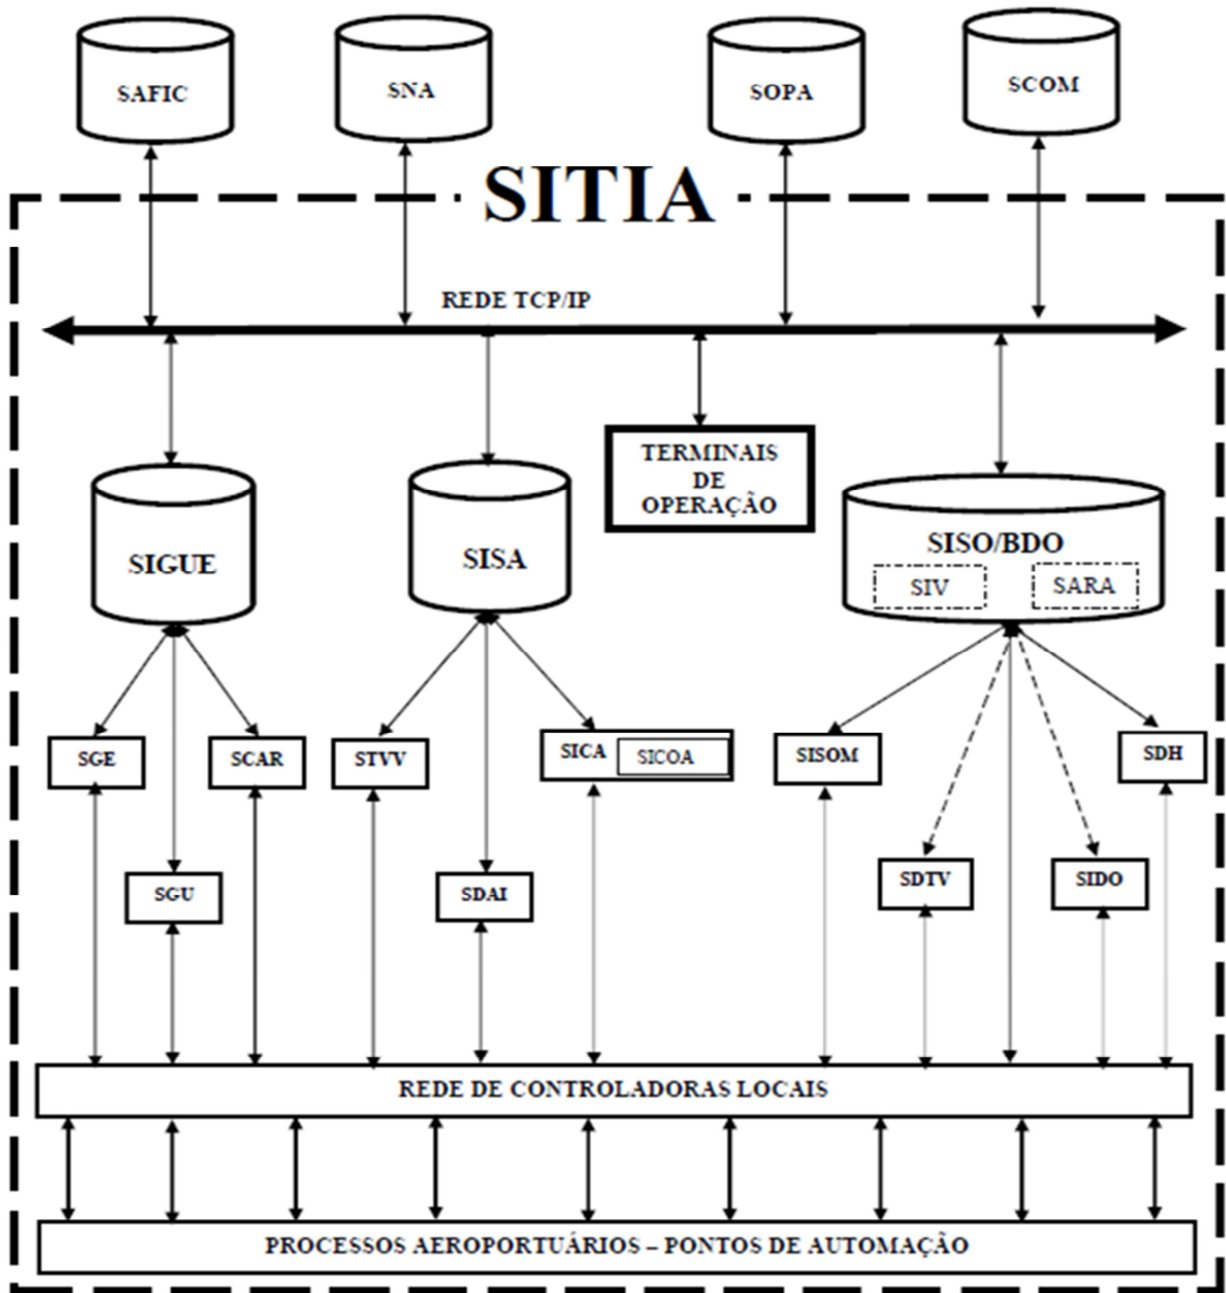 SAFIC
SNA
SOPA
SCOM
SITIA
REDE TCP/IP
TERMINAIS
DE
OPERAÇÃO
SIGUE
SISA
SISO/BDO
SIV
SARA
SGE
SCAR
STVV
SICA
SICOA
SISOM
SDH
SGU
SDAI
SDTV
SIDO
REDE DE CONTROLADORAS LOCAIS
PROCESSOS AEROPORTUÁRIOS – PONTOS DE AUTOMAÇÃO